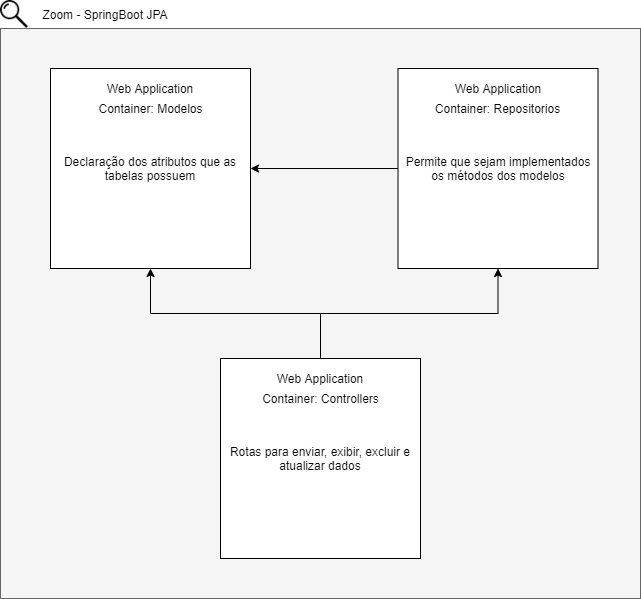 Zoom - SpringBoot JPA
Web Application
Container: Modelos
Declaração dos atributos que as
tabelas possuem
Web Application
Container: Repositorios
Permite que sejam implementados
os métodos dos modelos
Web Application
Container: Controllers
Rotas para enviar, exibir, excluir e
atualizar dados